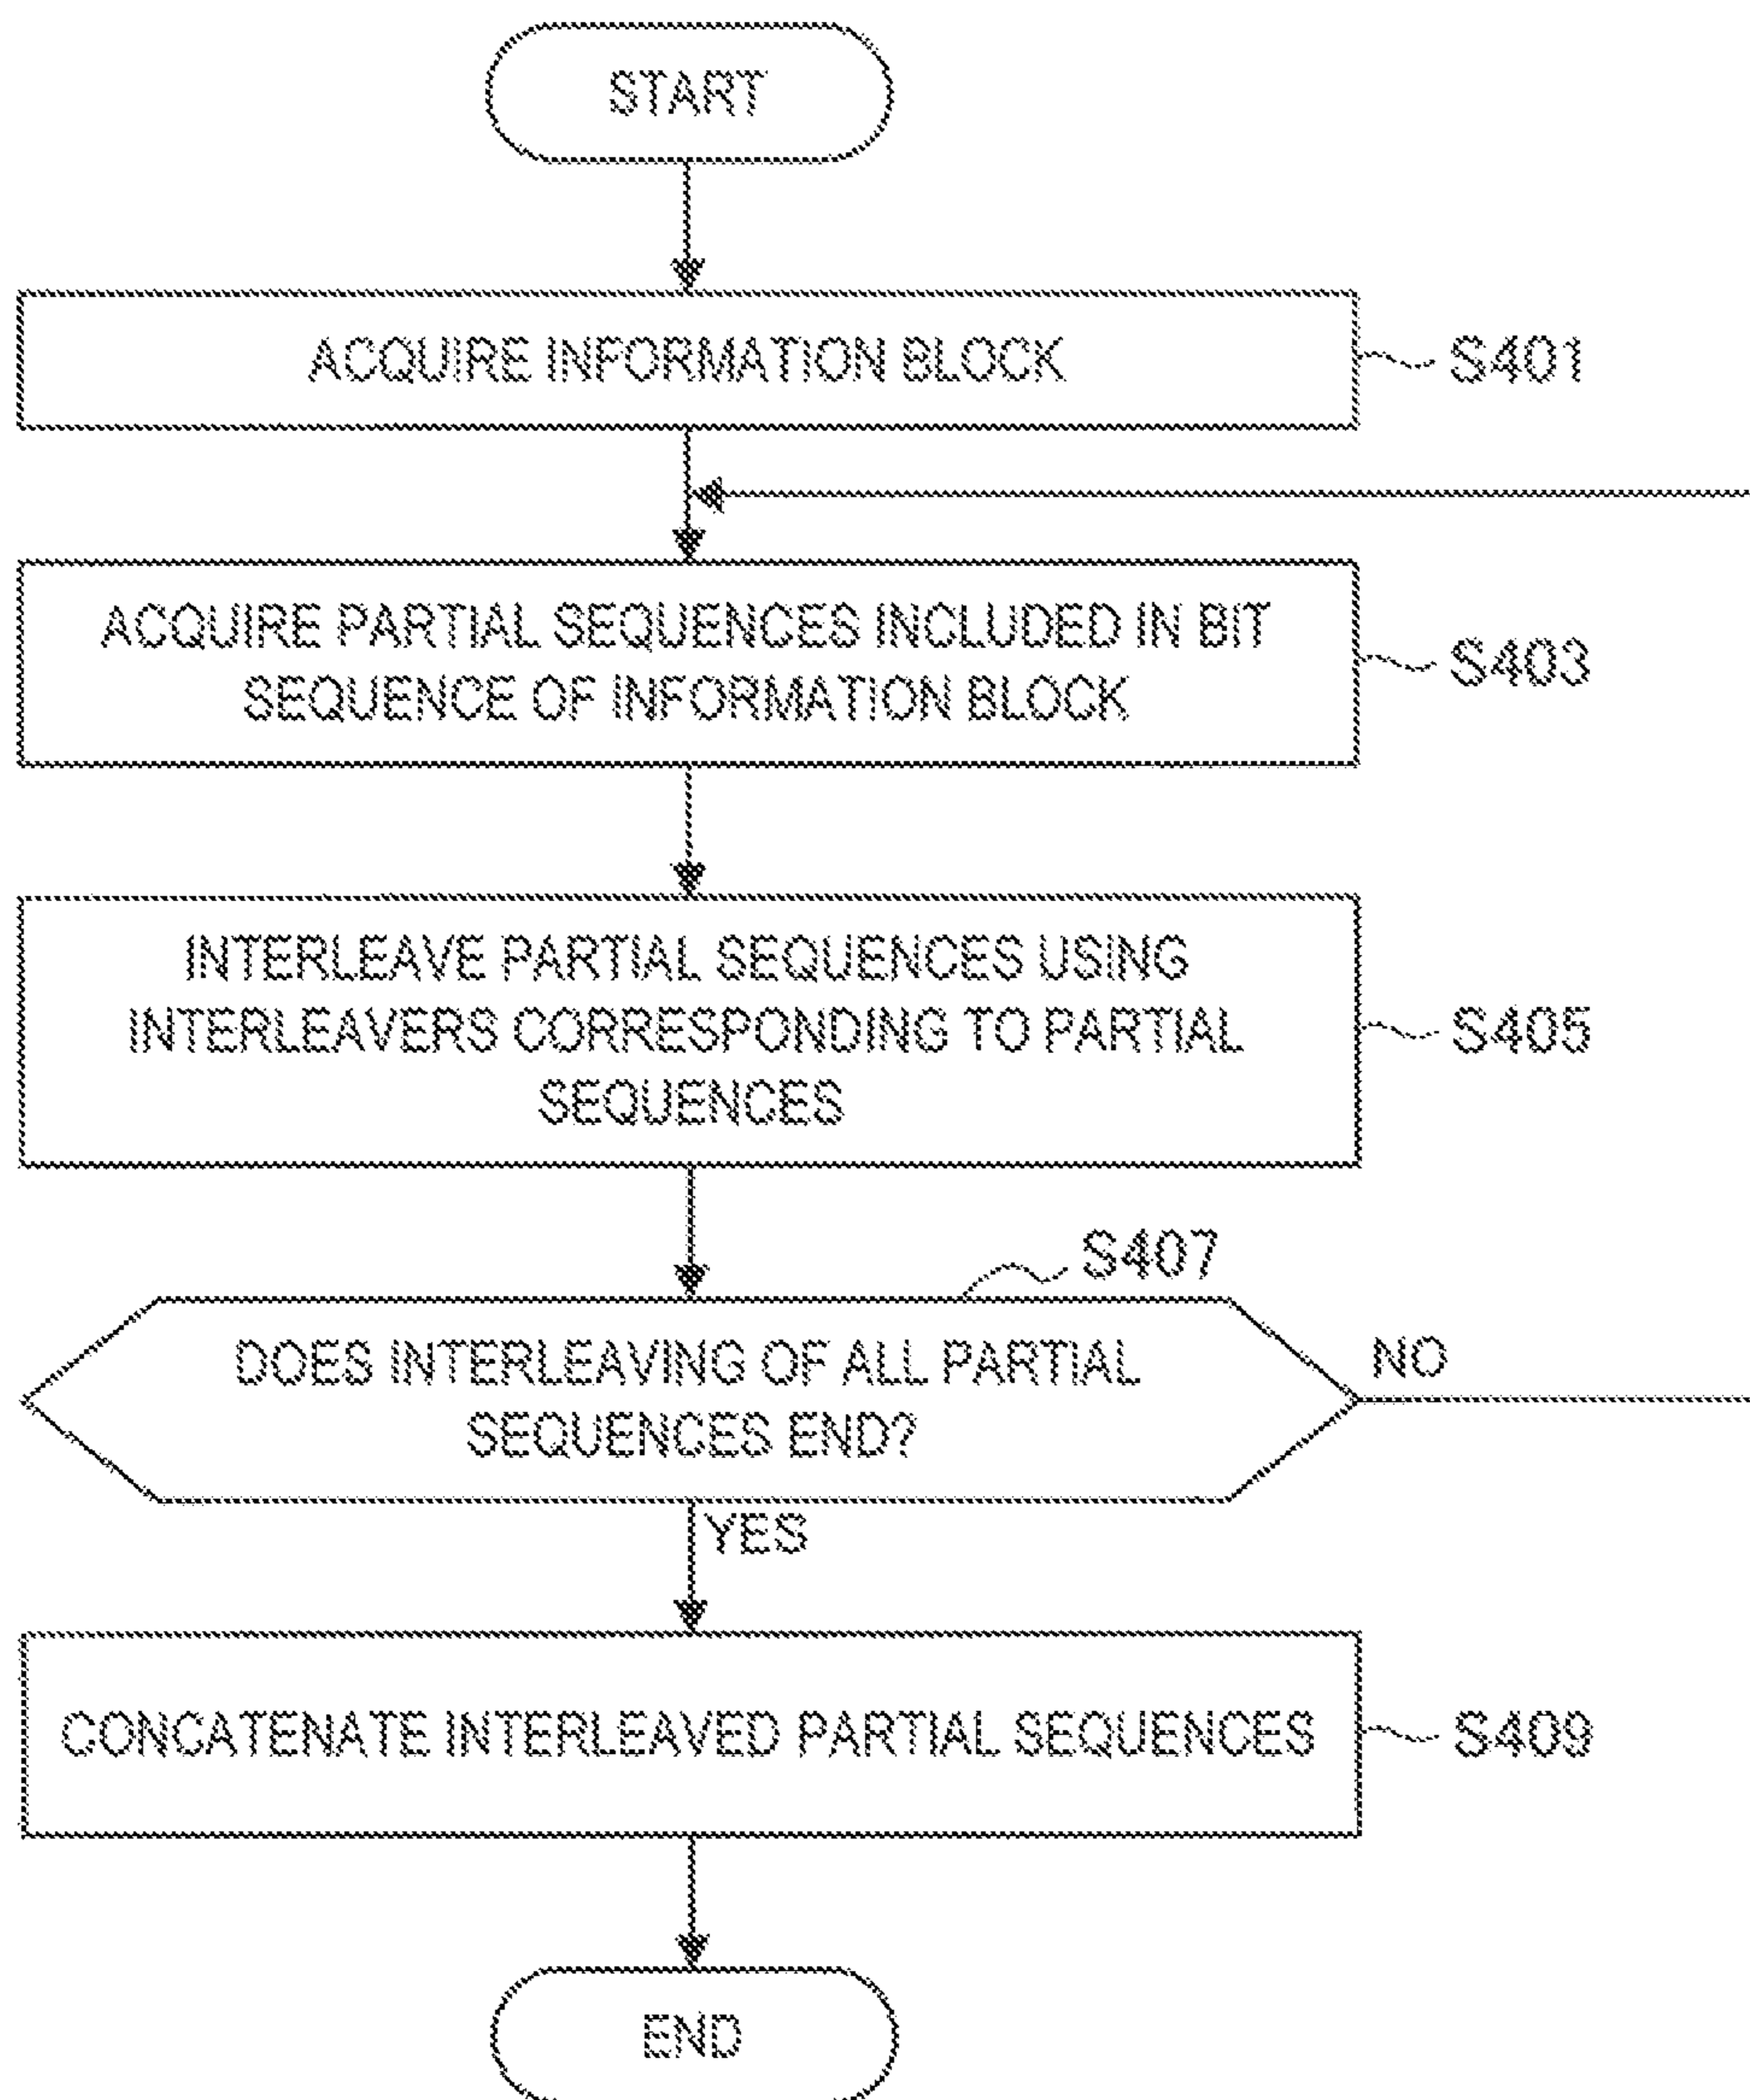 START
ACQUIRE INFORMATION BLOCK
S401
ACQUIRE PARTIAL SEQUENCES INCLUDED IN BIT
SEQUENCE OF INFORMATION BLOCK
S403
INTERLEAVE PARTIAL SEQUENCES USING
INTERLEAVERS CORRESPONDING TO PARTIAL
SEQUENCES
S405
S407
DOES INTERLEAVING OF ALL PARTIAL
SEQUENCES END?
NO
YES
CONCATENATE INTERLEAVED PARTIAL SEQUENCES
S409
END